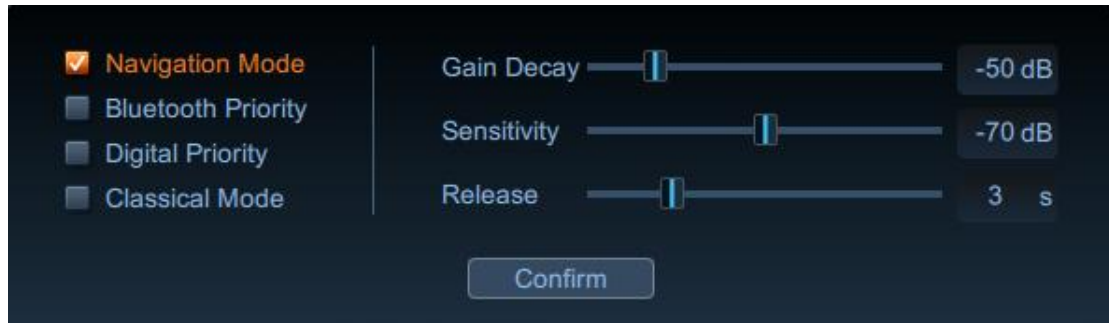 Navigation Mode
Bluetooth Priority
Digital Priority
Classical Mode
Gain Decay -50 dB
Sensitivity -70 dB
Release 3 s
Confirm